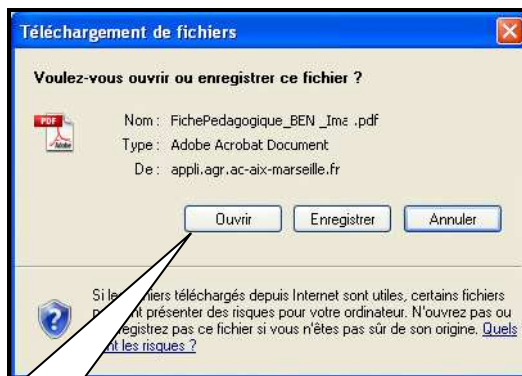 Téléchargement de fichiers
Voulez-vous ouvrir ou enregistrer ce fichier ?
PDF
Adobe
Nom : FichePedagogique_BEN _Ima .pdf
Type : Adobe Acrobat Document
De : appli.agr.ac-aix-marseille.fr
Ouvrir Enregistrer Annuler
Si les fichiers téléchargés depuis Internet sont utiles, certains fichiers
présenter des risques pour votre ordinateur. N'ouvrez pas ou
pas ce fichier si vous n'êtes pas sûr de son origine. Quels
les risques ?